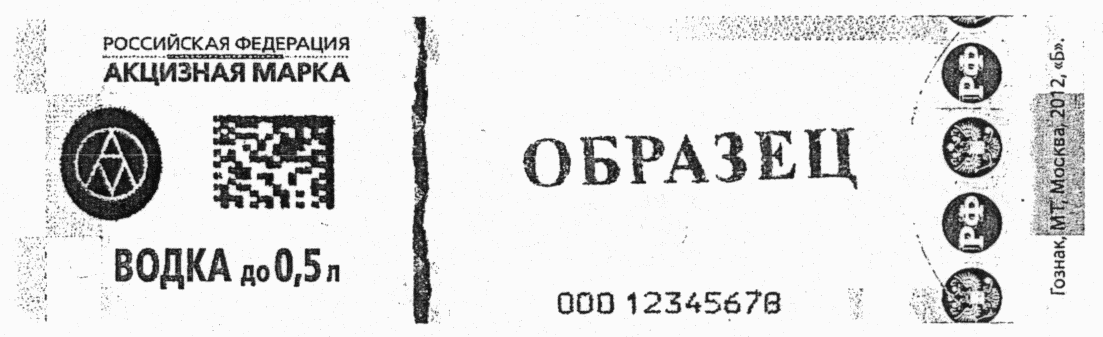 РОССИЙСКАЯ ФЕДЕРАЦИЯ
АКЦИЗНАЯ МАРКА
ВОДКА до 0,5 л
ОБРАЗЕЦ
000 12345678
РФ
РФ
Гознак, МТ, Москва, 2012, «Б».